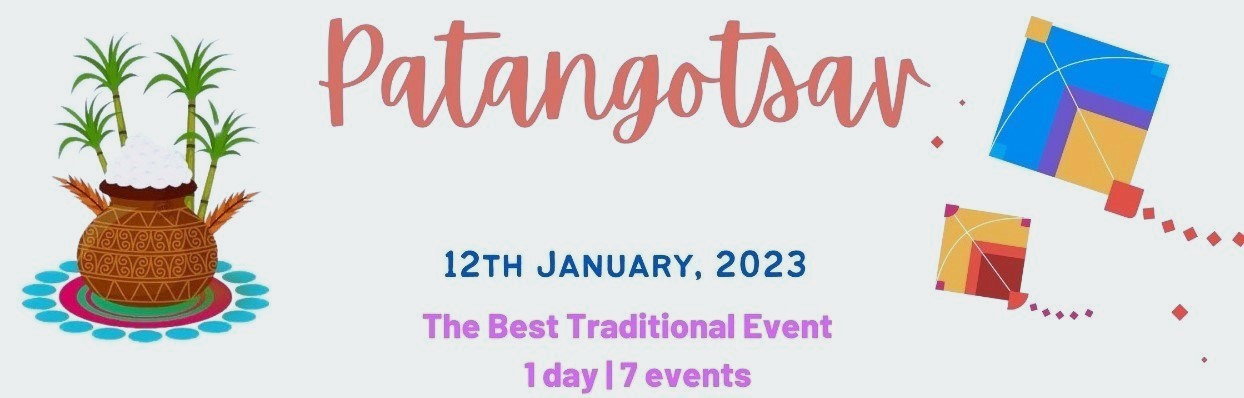 Patangotsav
12TH JANUARY, 2023
The Best Traditional Event
1 day | 7 events